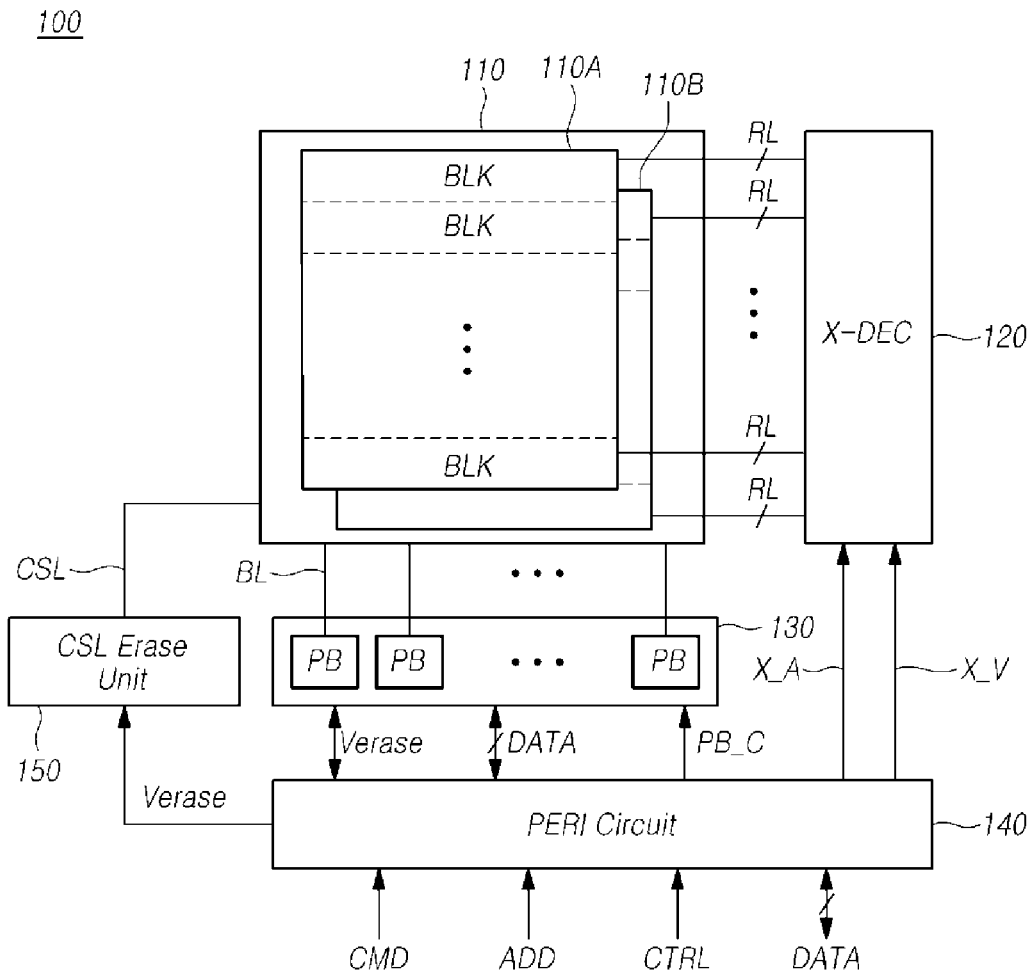 100
110
110A
110B
BLK
BLK
BLK
RL
RL
RL
RL
X-DEC
120
CSL
BL
CSL Erase
Unit
150
PB
PB
PB
130
X_A
X_V
Verase
DATA
PB_C
Verase
PERI Circuit
140
CMD
ADD
CTRL
DATA